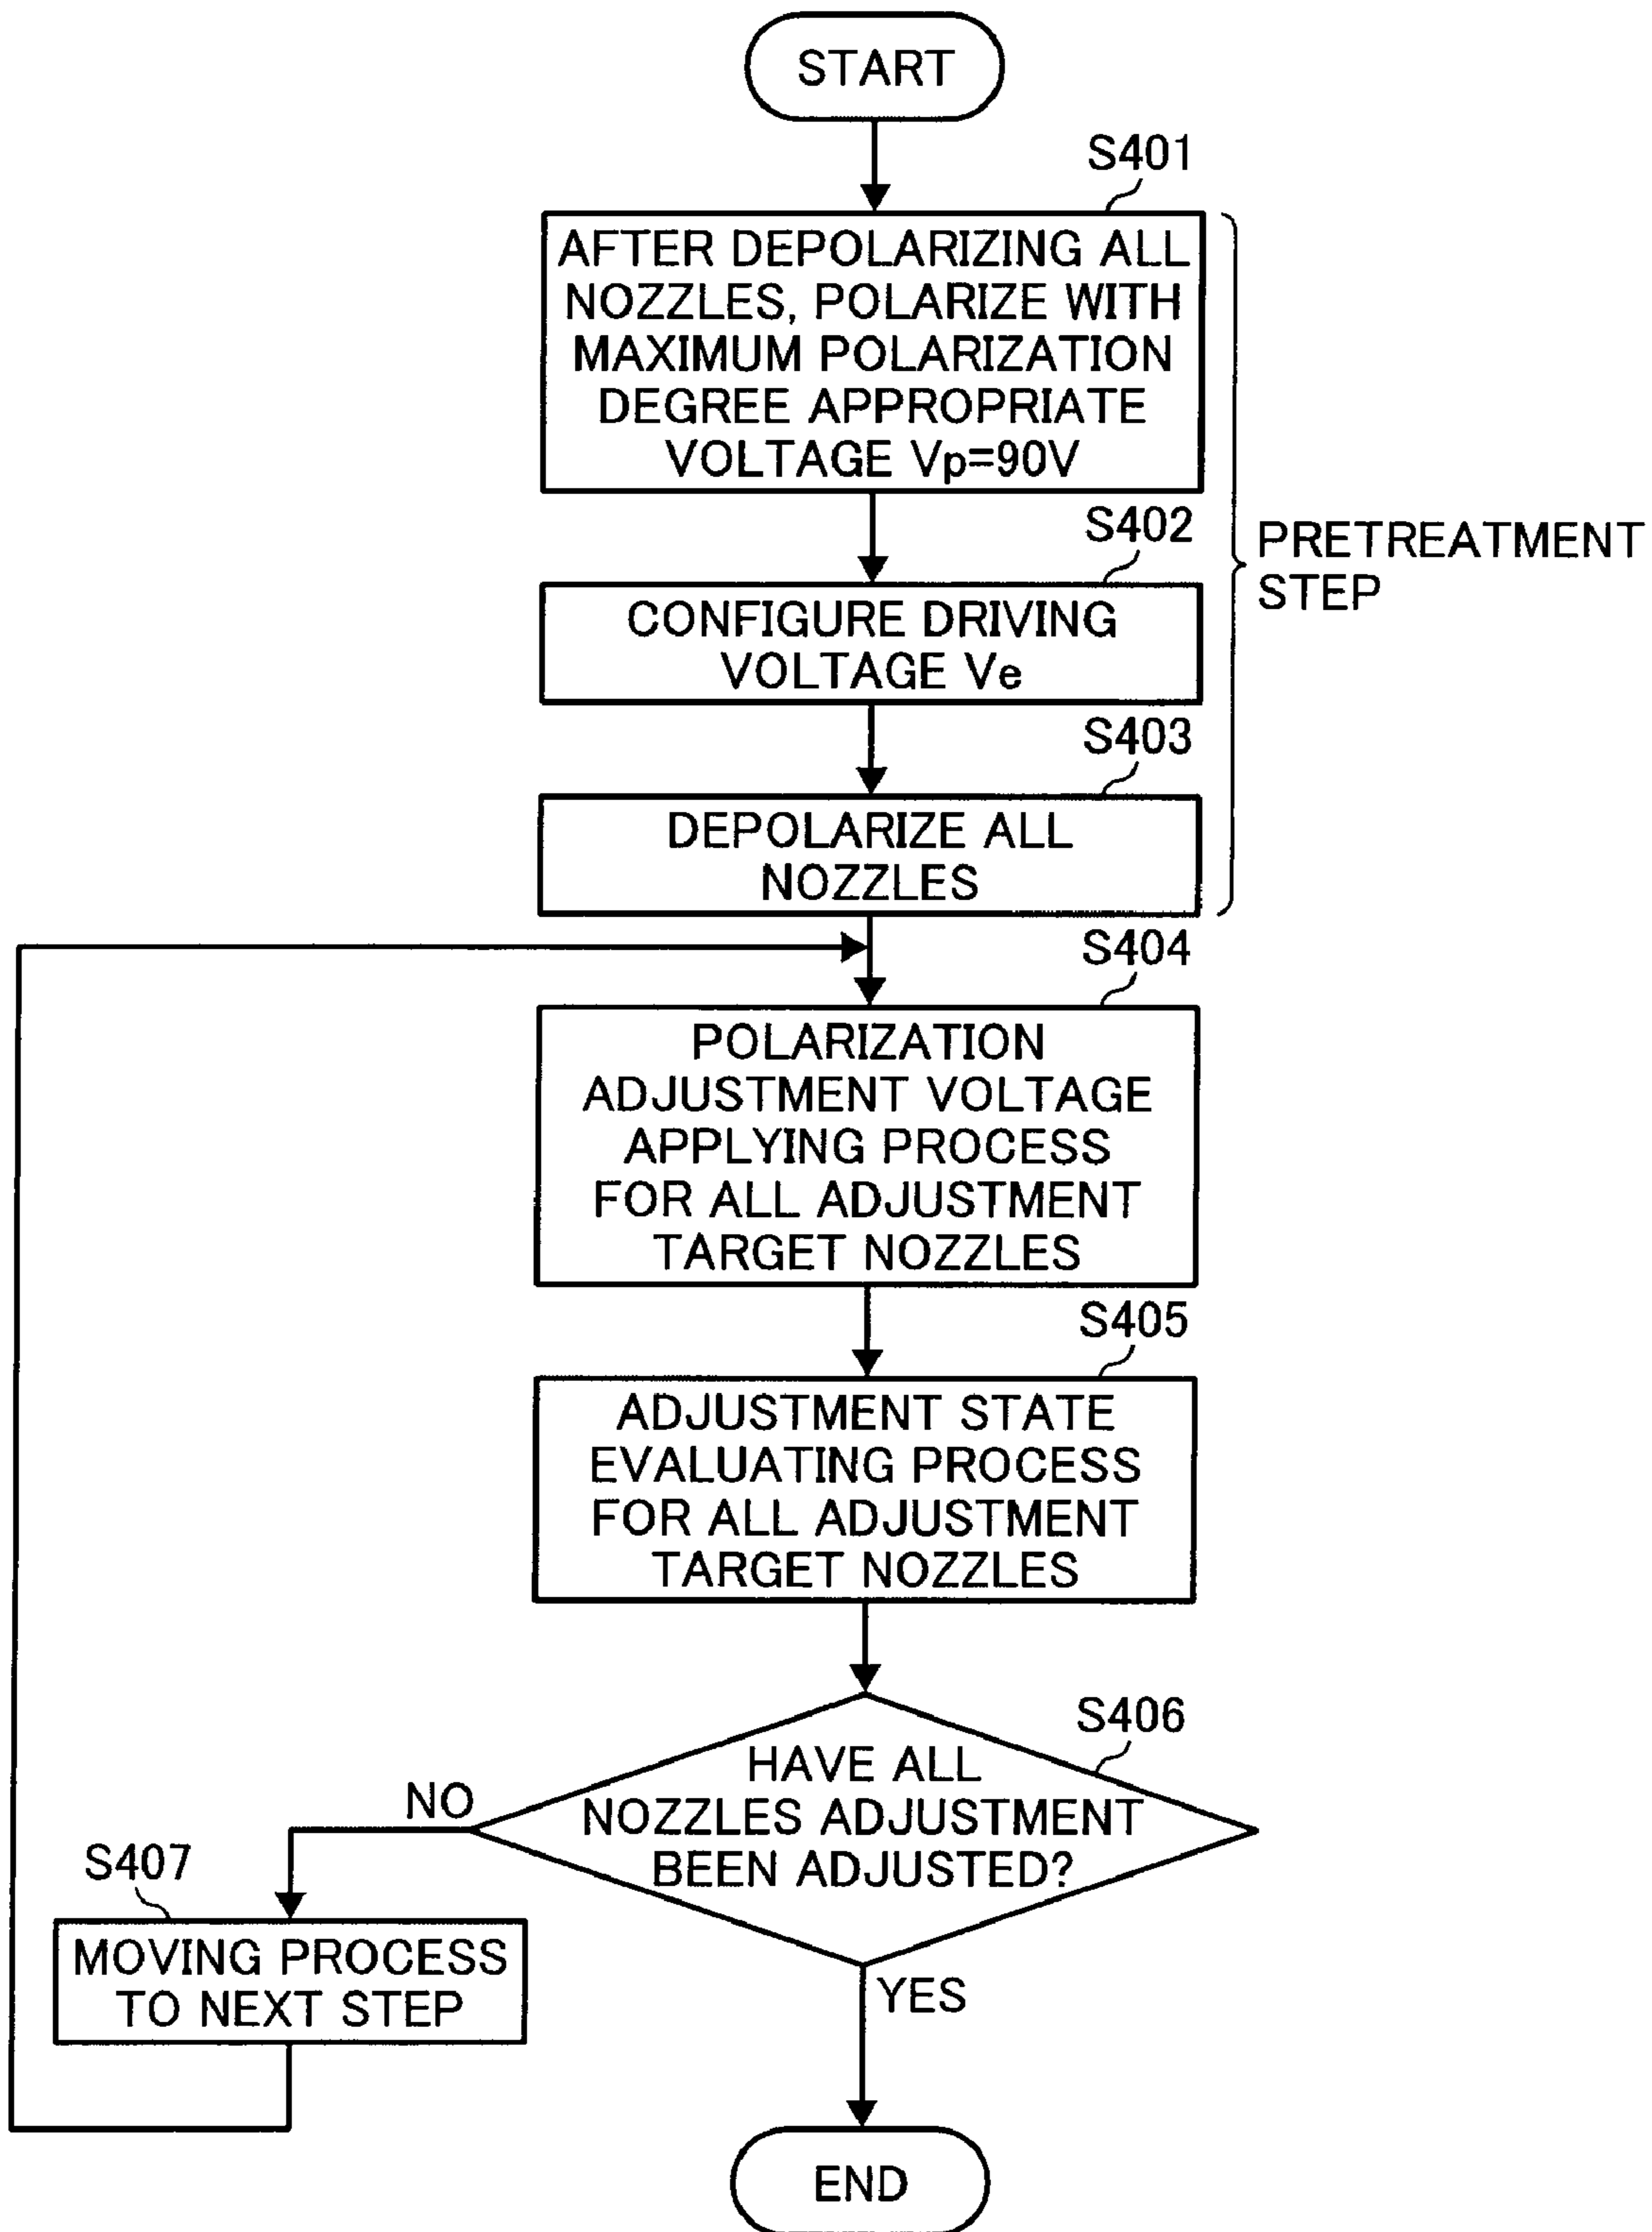 START
S401
AFTER DEPOLARIZING ALL
NOZZLES, POLARIZE WITH
MAXIMUM POLARIZATION
DEGREE APPROPRIATE
VOLTAGE Vp=90V
S402
PRETREATMENT
STEP
CONFIGURE DRIVING
VOLTAGE Ve
S403
DEPOLARIZE ALL
NOZZLES
S404
POLARIZATION
ADJUSTMENT VOLTAGE
APPLYING PROCESS
FOR ALL ADJUSTMENT
TARGET NOZZLES
S405
ADJUSTMENT STATE
EVALUATING PROCESS
FOR ALL ADJUSTMENT
TARGET NOZZLES
S406
HAVE ALL
NOZZLES ADJUSTMENT
BEEN ADJUSTED?
NO
S407
MOVING PROCESS
TO NEXT STEP
YES
END